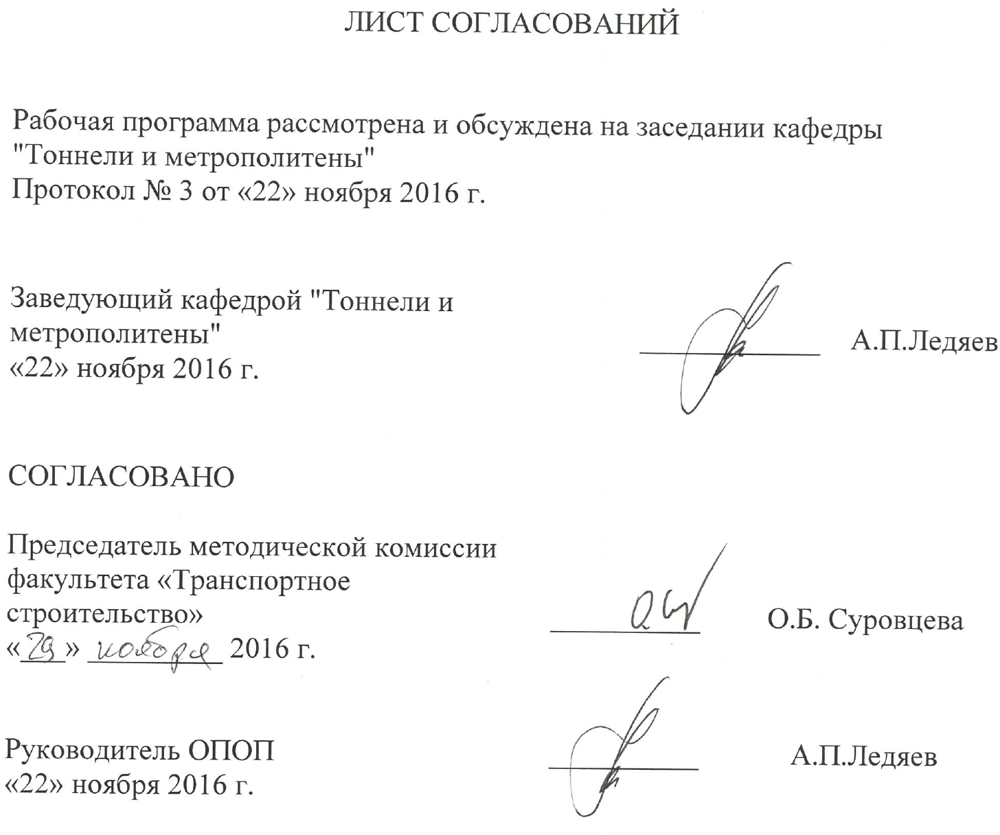 ЛИСТ СОГЛАСОВАНИЙ
Рабочая программа рассмотрена и обсуждена на заседании кафедры
"Тоннели и метрополитены"
Протокол № 3 от «22» ноября 2016 г.
Заведующий кафедрой "Тоннели и
метрополитены"
«22» ноября 2016 г.
А.П.Ледяев
СОГЛАСОВАНО
Председатель методической комиссии
факультета «Транспортное
строительство»
«29» ноября 2016 г.
О.Б. Суровцева
Руководитель ОПОП
«22» ноября 2016 г.
А.П.Ледяев